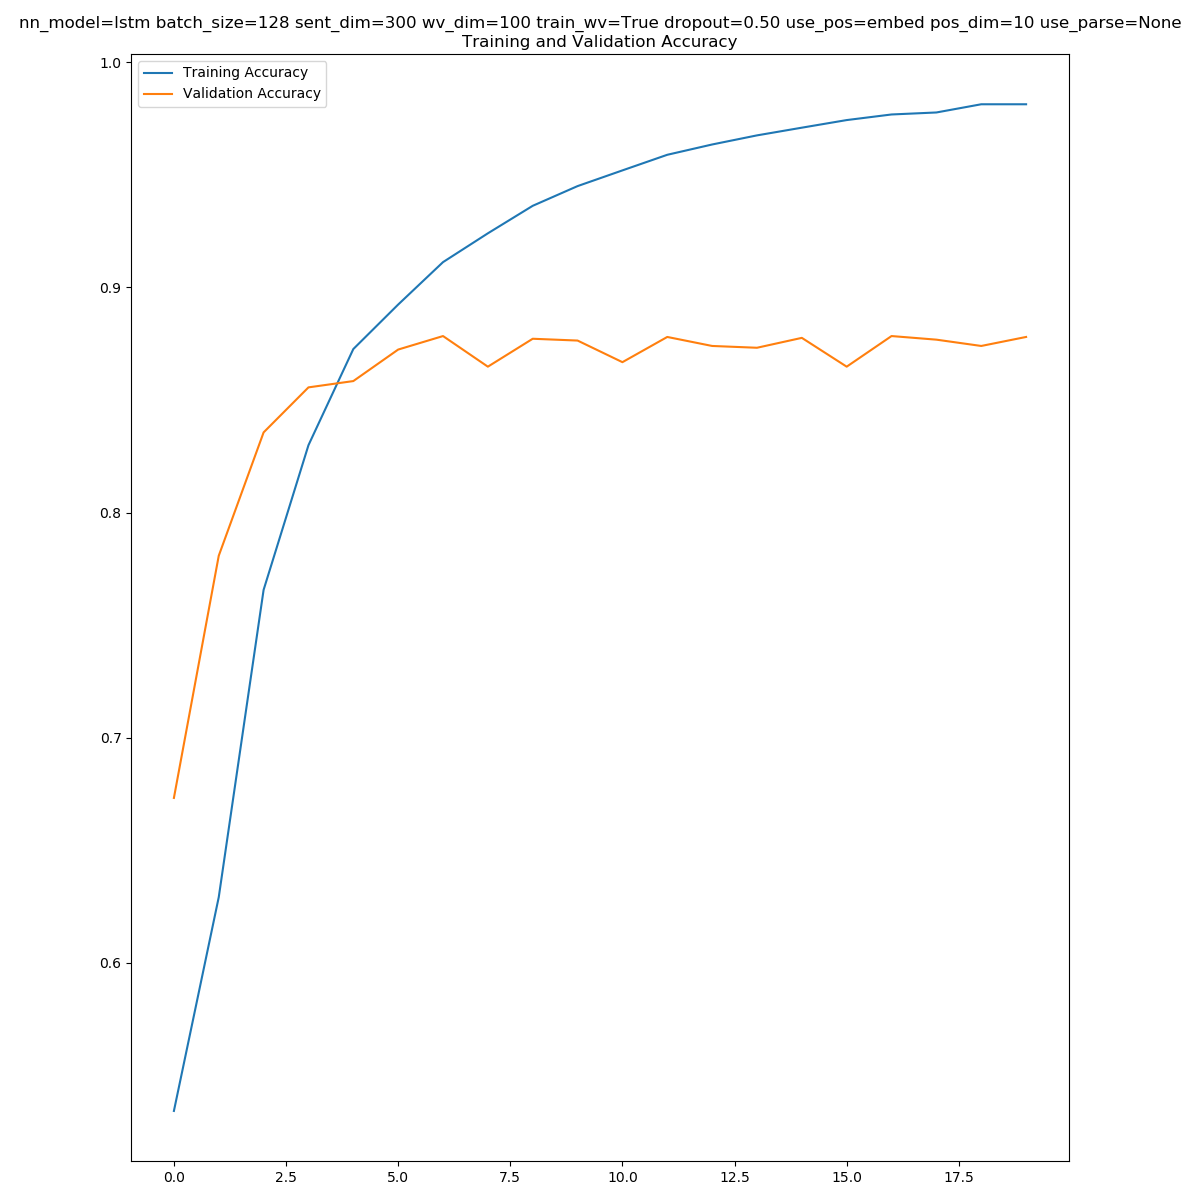 nn_model=lstm batch_size=128 sent_dim=300 wv_dim=100 train_wv=True dropout=0.50 use_pos=embed pos_dim=10 use_parse=None
Training and Validation Accuracy
Training Accuracy
Validation Accuracy
1.0
0.9
0.8
0.7
0.6
0.0 2.5 5.0 7.5 10.0 12.5 15.0 17.5